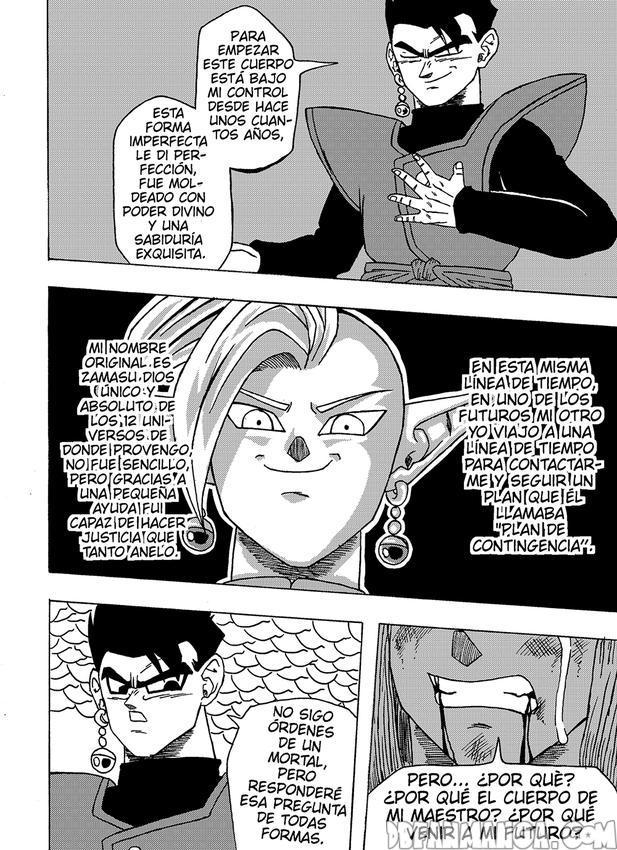 PARA
EMPEZAR
ESTE CUERPO
ESTÁ BAJO
MI CONTROL
DESDE HACE
UNOS CUAN-
TOS AÑOS,
ESTA
FORMA
IMPERFECTA
LE DI PER-
FECCIÓN,
FUE MOL-
DEADO CON
PODER DIVINO
Y UNA
SABIDURÍA
EXQUISITA.
EN ESTA MISMA
LÍNEA DE TIEMPO,
EN UNO DE LOS
FUTUROS MI OTRO
YO VIAJO A UNA
LÍNEA DE TIEMPO
PARA CONTACTAR-
ME Y SEGUIR UN
PLAN QUE ÉL
LLAMABA
"PLAN DE
CONTINGENCIA".
MI NOMBRE
ORIGINAL ES
ZAMASU, DIOS
ÚNICO Y
ABSOLUTO DE
LOS 12 UNI-
VERSOS DE
DONDE PROVENGO,
NO FUE SENCILLO,
PERO GRACIAS A
UNA PEQUEÑA
AYUDA FUI
CAPAZ DE HACER
JUSTICIA QUE
TANTO ANELO.
PERO... ¿POR QUÈ?
¿POR QUÉ EL CUERPO DE
MI MAESTRO? ¿POR QUÉ
VENIR A MI FUTURO?
NO SIGO
ÓRDENES
DE UN
MORTAL,
PERO
RESPONDERÉ
ESA PREGUNTA
DE TODAS
FORMAS.